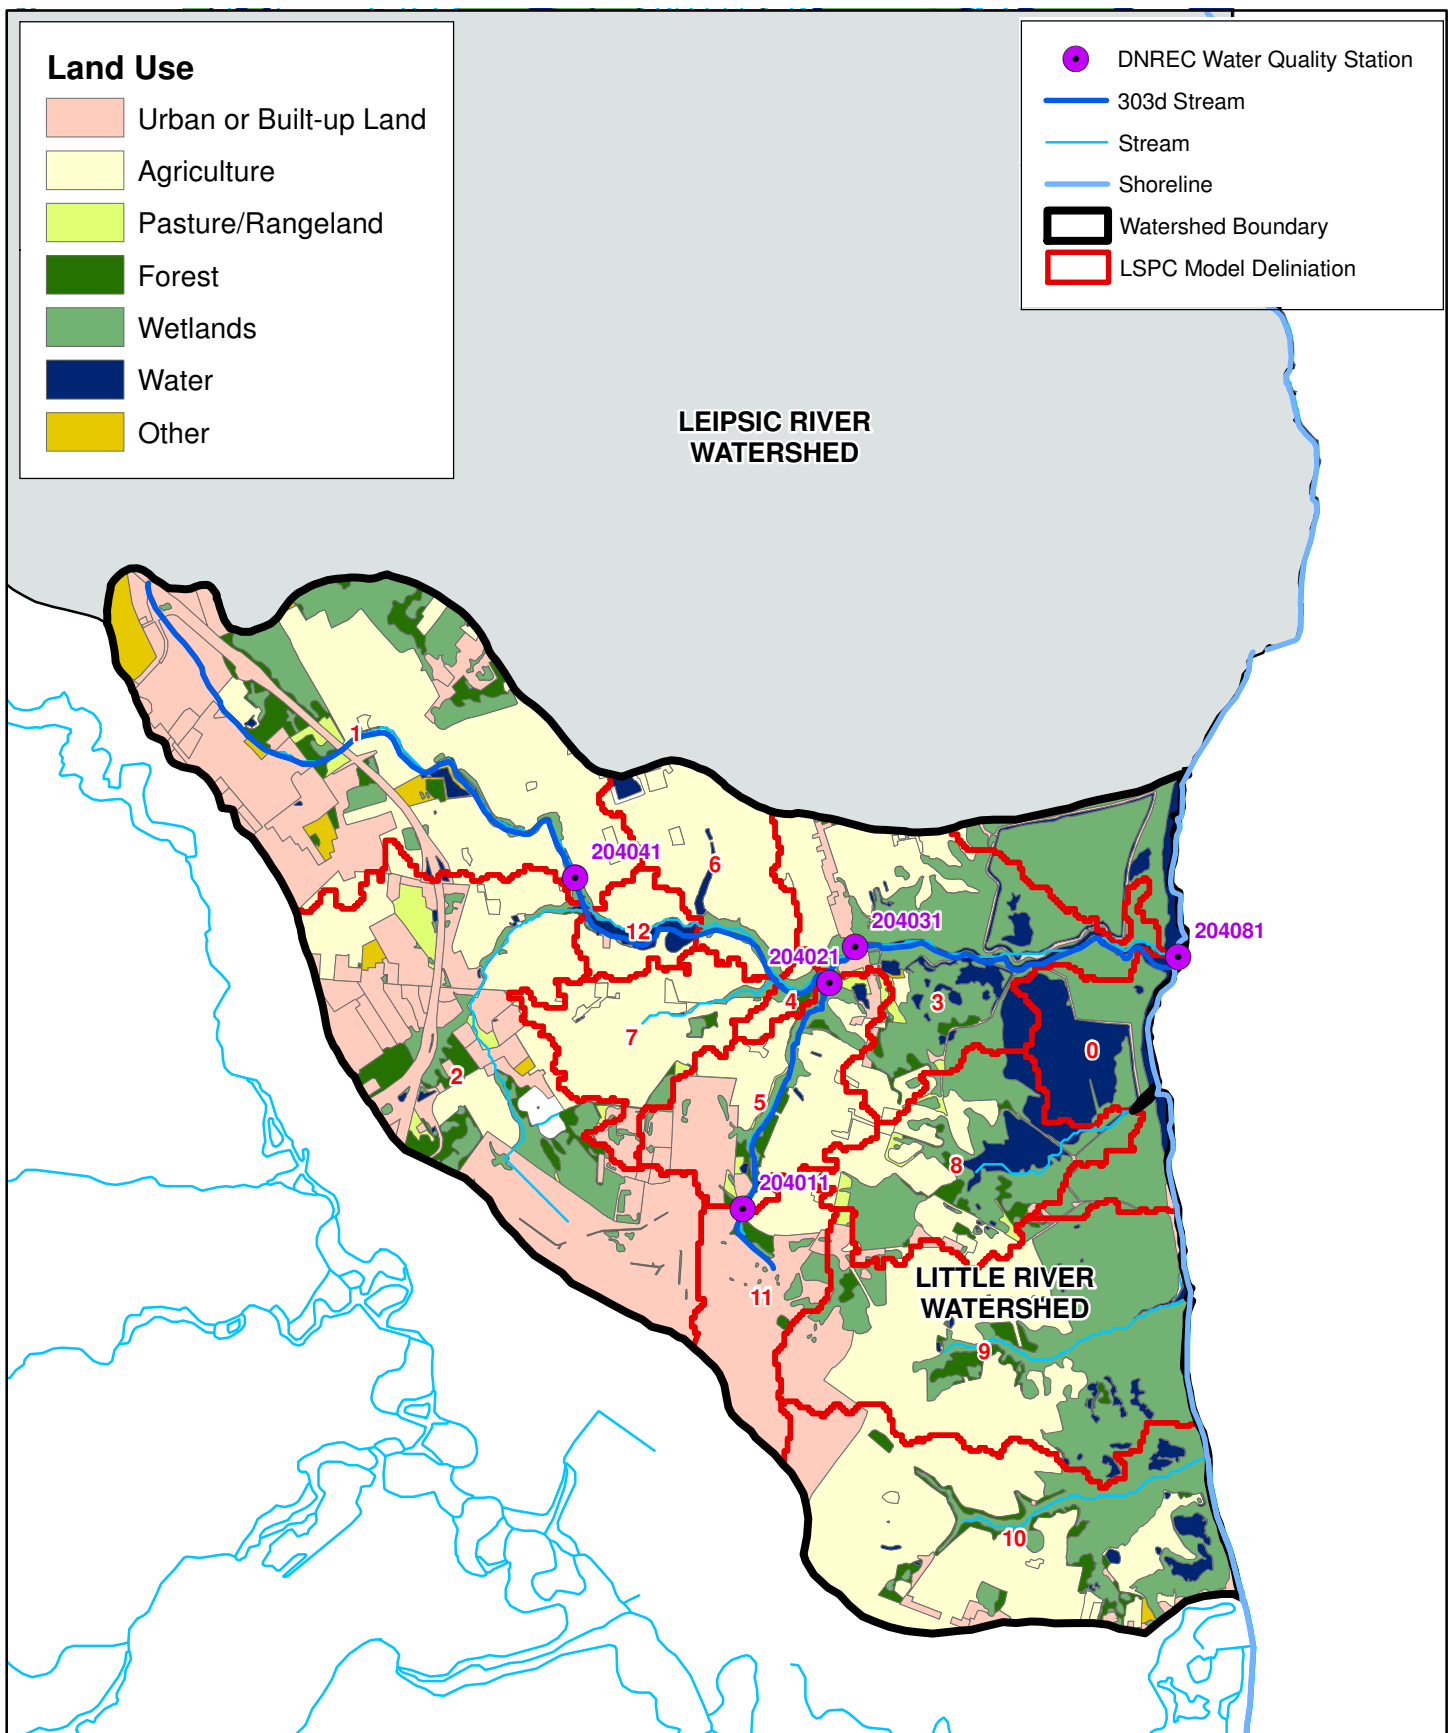 Land Use
Urban or Built-up Land
Agriculture
Pasture/Rangeland
Forest
Wetlands
Water
Other
DNREC Water Quality Station
303d Stream
Stream
Shoreline
Watershed Boundary
LSPC Model Deliniation
LEIPSIC RIVER
WATERSHED
1
204041
6
12
204031
204021
204081
4
3
7
0
2
5
8
204011
LITTLE RIVER
WATERSHED
11
9
10